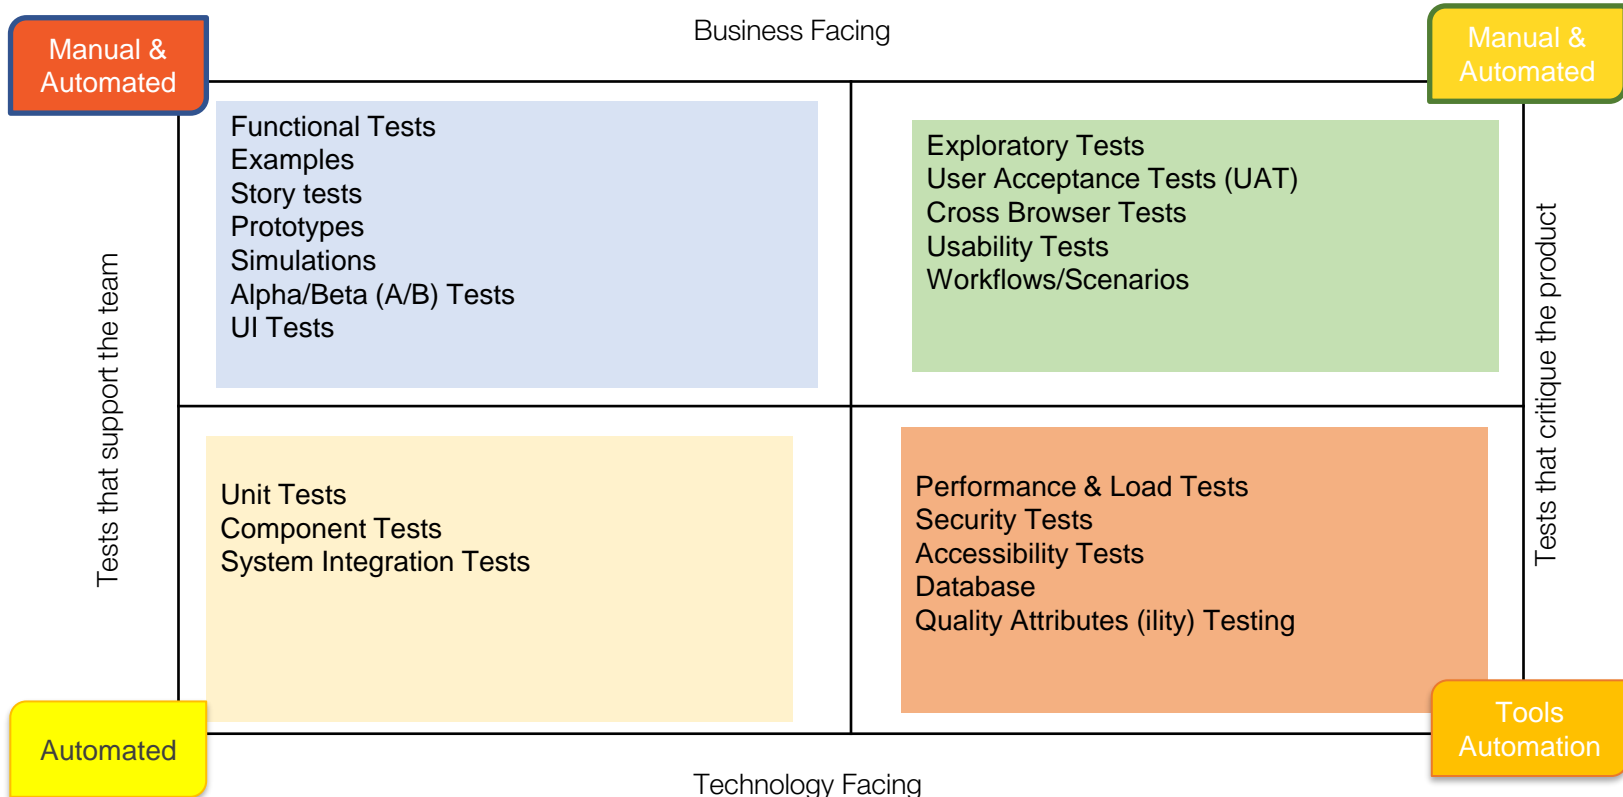 Business Facing
Manual &
Automated
Manual &
Automated
Functional Tests
Examples
Story tests
Prototypes
Simulations
Alpha/Beta (A/B) Tests
UI Tests
Exploratory Tests
User Acceptance Tests (UAT)
Cross Browser Tests
Usability Tests
Workflows/Scenarios
Tests that support the team
Tests that critique the product
Unit Tests
Component Tests
System Integration Tests
Performance & Load Tests
Security Tests
Accessibility Tests
Database
Quality Attributes (ility) Testing
Automated
Tools
Automation
Technology Facing